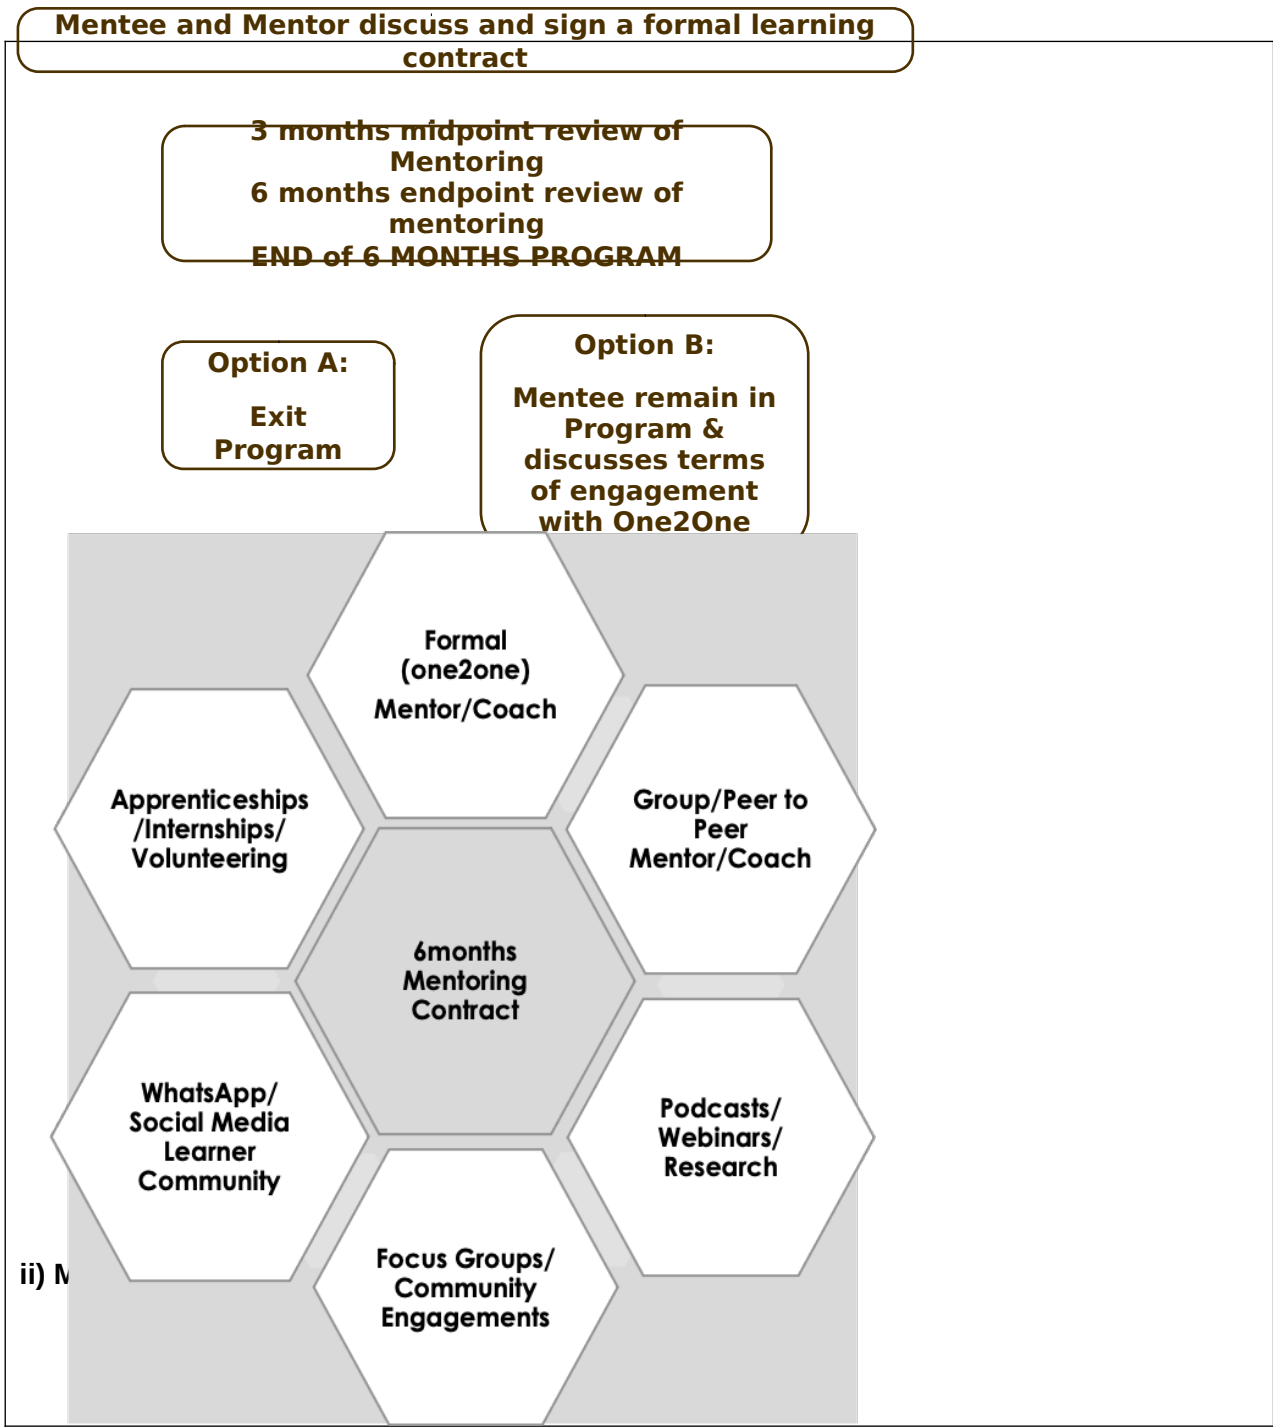 Mentee and Mentor discuss and sign a formal learning
contract
3 months midpoint review of
Mentoring
6 months endpoint review of
mentoring
END of 6 MONTHS PROGRAM
Option A:
Exit
Program
Option B:
Mentee remain in
Program &
discusses terms
of engagement
with One2One
Formal
(one2one)
Mentor/Coach
Apprenticeships
/Internships/
Volunteering
Group/Peer to
Peer
Mentor/Coach
6months
Mentoring
Contract
WhatsApp/
Social Media
Learner
Community
Podcasts/
Webinars/
Research
Focus Groups/
Community
Engagements
ii)